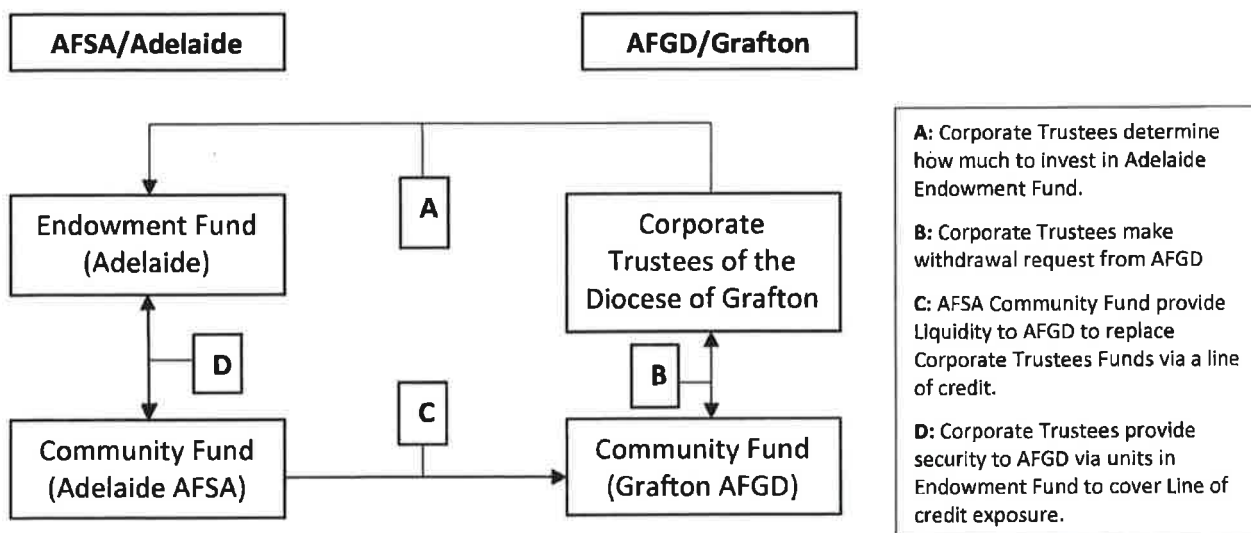 AFSA/Adelaide
AFGD/Grafton
A
Endowment Fund
(Adelaide)
Corporate
Trustees of the
Diocese of Grafton
D
B
C
Community Fund
(Adelaide AFSA)
Community Fund
(Grafton AFGD)
A: Corporate Trustees determine
how much to invest in Adelaide
Endowment Fund.
B: Corporate Trustees make
withdrawal request from AFGD
C: AFSA Community Fund provide
Liquidity to AFGD to replace
Corporate Trustees Funds via a line
of credit.
D: Corporate Trustees provide
security to AFGD via units in
Endowment Fund to cover Line of
credit exposure.